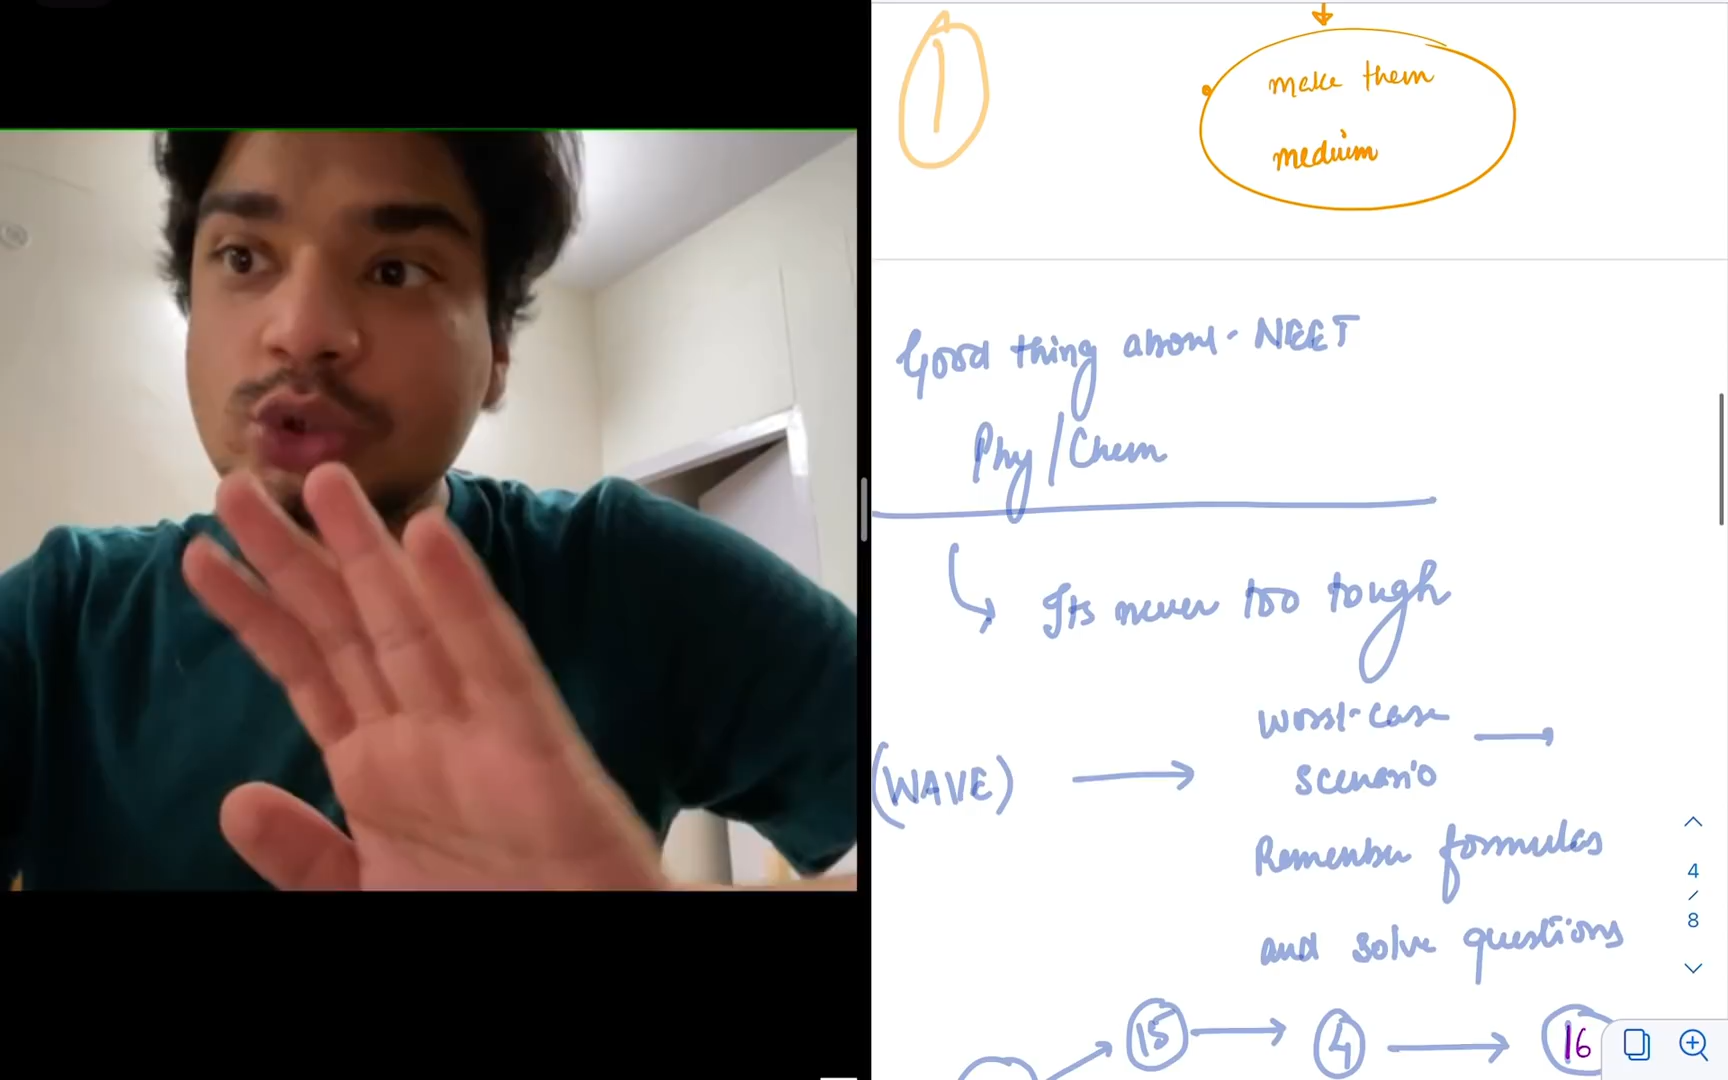 1
make them
medium
Good thing about NEET
Phy/Chem
Its never too tough
(WAVE)
worst-case
scenario
Remember formulas
and solve questions
15
4
16
4
/
8